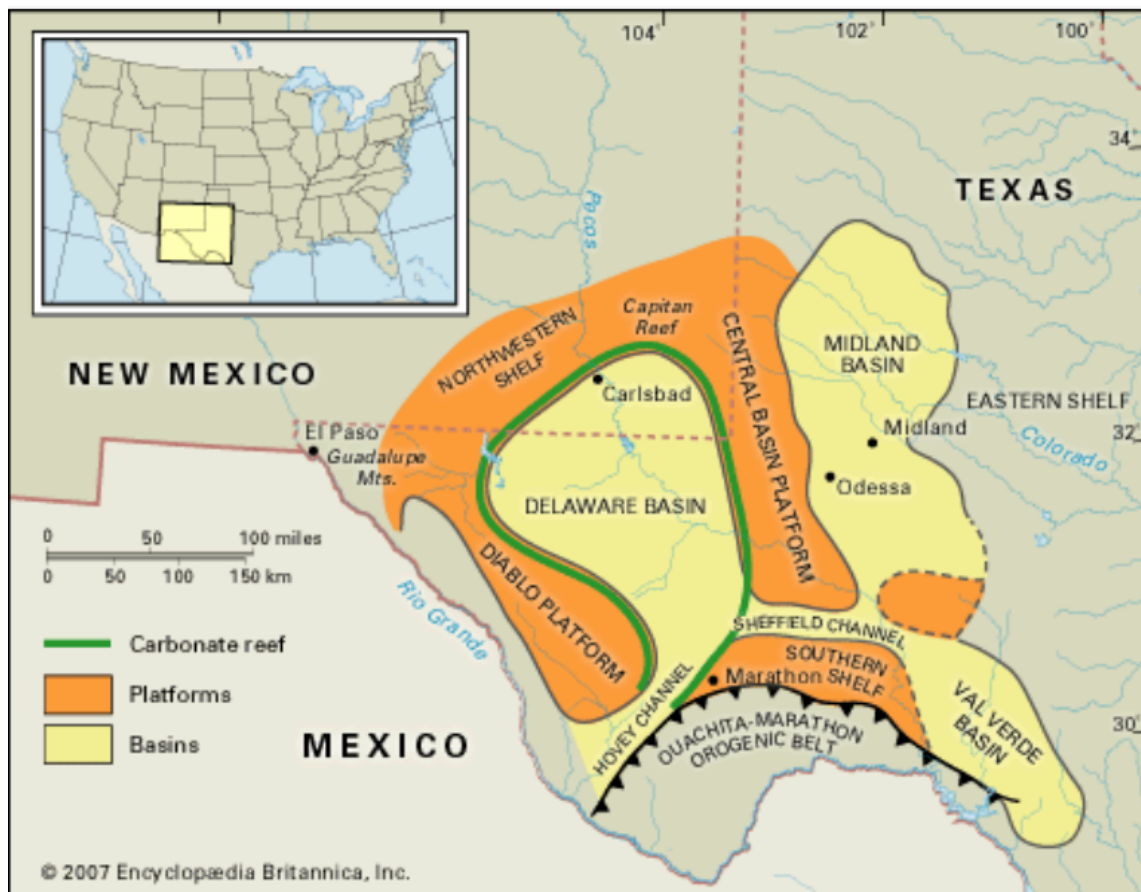 104°
102°
100°
34°
TEXAS
Pecos
Capitan
Reef
NORTHWESTERN
SHELF
CENTRAL BASIN PLATFORM
MIDLAND
BASIN
NEW MEXICO
Carlsbad
EASTERN SHELF
El Paso
Guadalupe
Mts.
Midland
32°
Colorado
Odessa
DELAWARE BASIN
0 50 100 miles
0 50 100 150 km
DIABLO PLATFORM
Rio Grande
SHEFFIELD CHANNEL
Carbonate reef
SOUTHERN
SHELF
Marathon
Platforms
HOVEY CHANNEL
VAL VERDE
BASIN
30°
OUACHITA-MARATHON
OROGENIC BELT
Basins
MEXICO
© 2007 Encyclopædia Britannica, Inc.